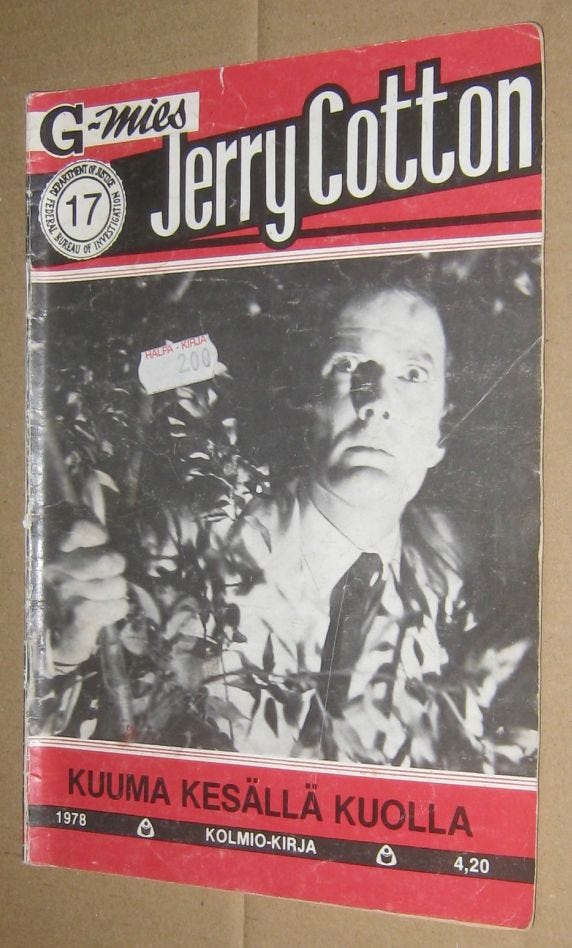 G-mies
Jerry Cotton
DEPARTMENT OF JUSTICE
17
FEDERAL BUREAU OF INVESTIGATION
HALPA - KIRJA
2.00
KUUMA KESÄLLÄ KUOLLA
1978 KOLMIO-KIRJA 4,20